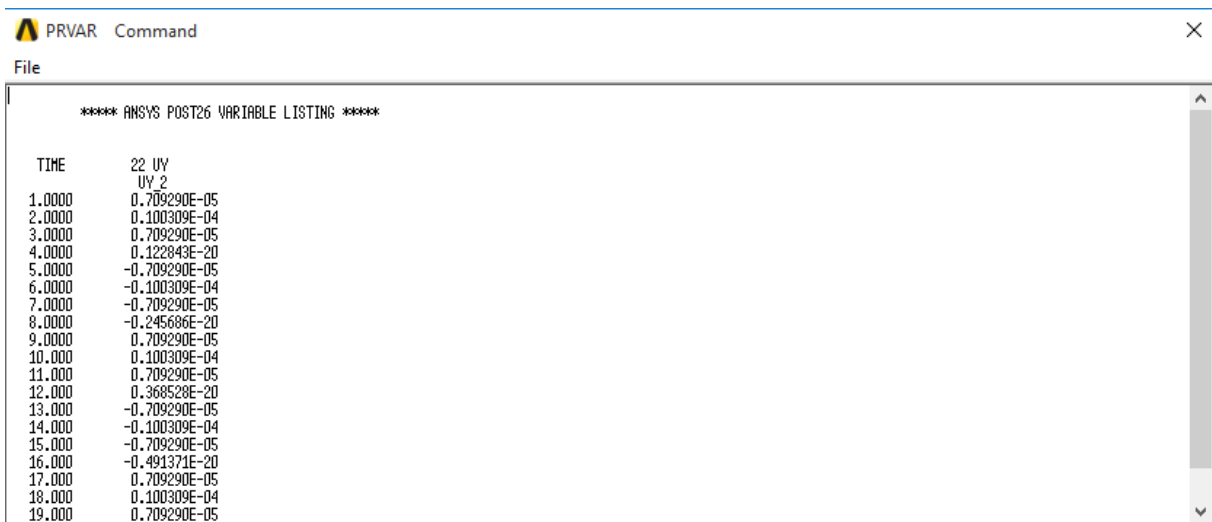 PRVAR Command
File
***** ANSYS POST26 VARIABLE LISTING *****
TIME 22 UY
UY_2
1.0000 0.709290E-05
2.0000 0.100309E-04
3.0000 0.709290E-05
4.0000 0.122843E-20
5.0000 -0.709290E-05
6.0000 -0.100309E-04
7.0000 -0.709290E-05
8.0000 -0.245686E-20
9.0000 0.709290E-05
10.000 0.100309E-04
11.000 0.709290E-05
12.000 0.368528E-20
13.000 -0.709290E-05
14.000 -0.100309E-04
15.000 -0.709290E-05
16.000 -0.491371E-20
17.000 0.709290E-05
18.000 0.100309E-04
19.000 0.709290E-05